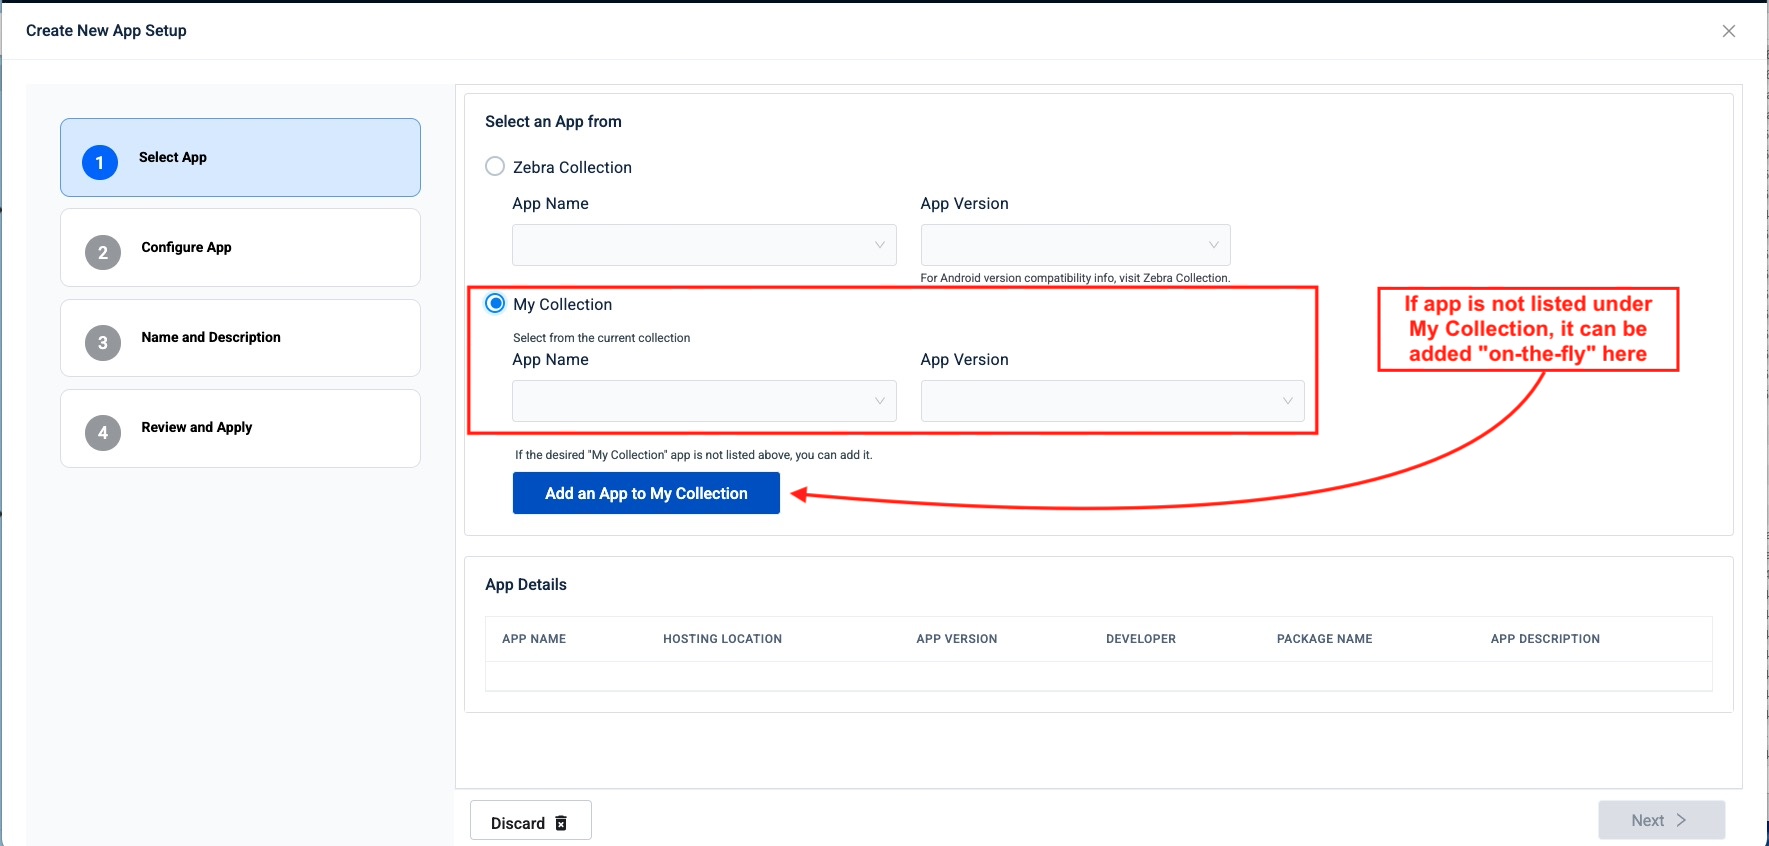 Create New App Setup
1
Select App
2
Configure App
3
Name and Description
4
Review and Apply
Select an App from
Zebra Collection
App Name
App Version
For Android version compatibility info, visit Zebra Collection.
My Collection
Select from the current collection
App Name
App Version
If the desired "My Collection" app is not listed above, you can add it.
Add an App to My Collection
If app is not listed under
My Collection, it can be
added "on-the-fly" here
App Details
APP NAME HOSTING LOCATION APP VERSION DEVELOPER PACKAGE NAME APP DESCRIPTION
Discard
Next